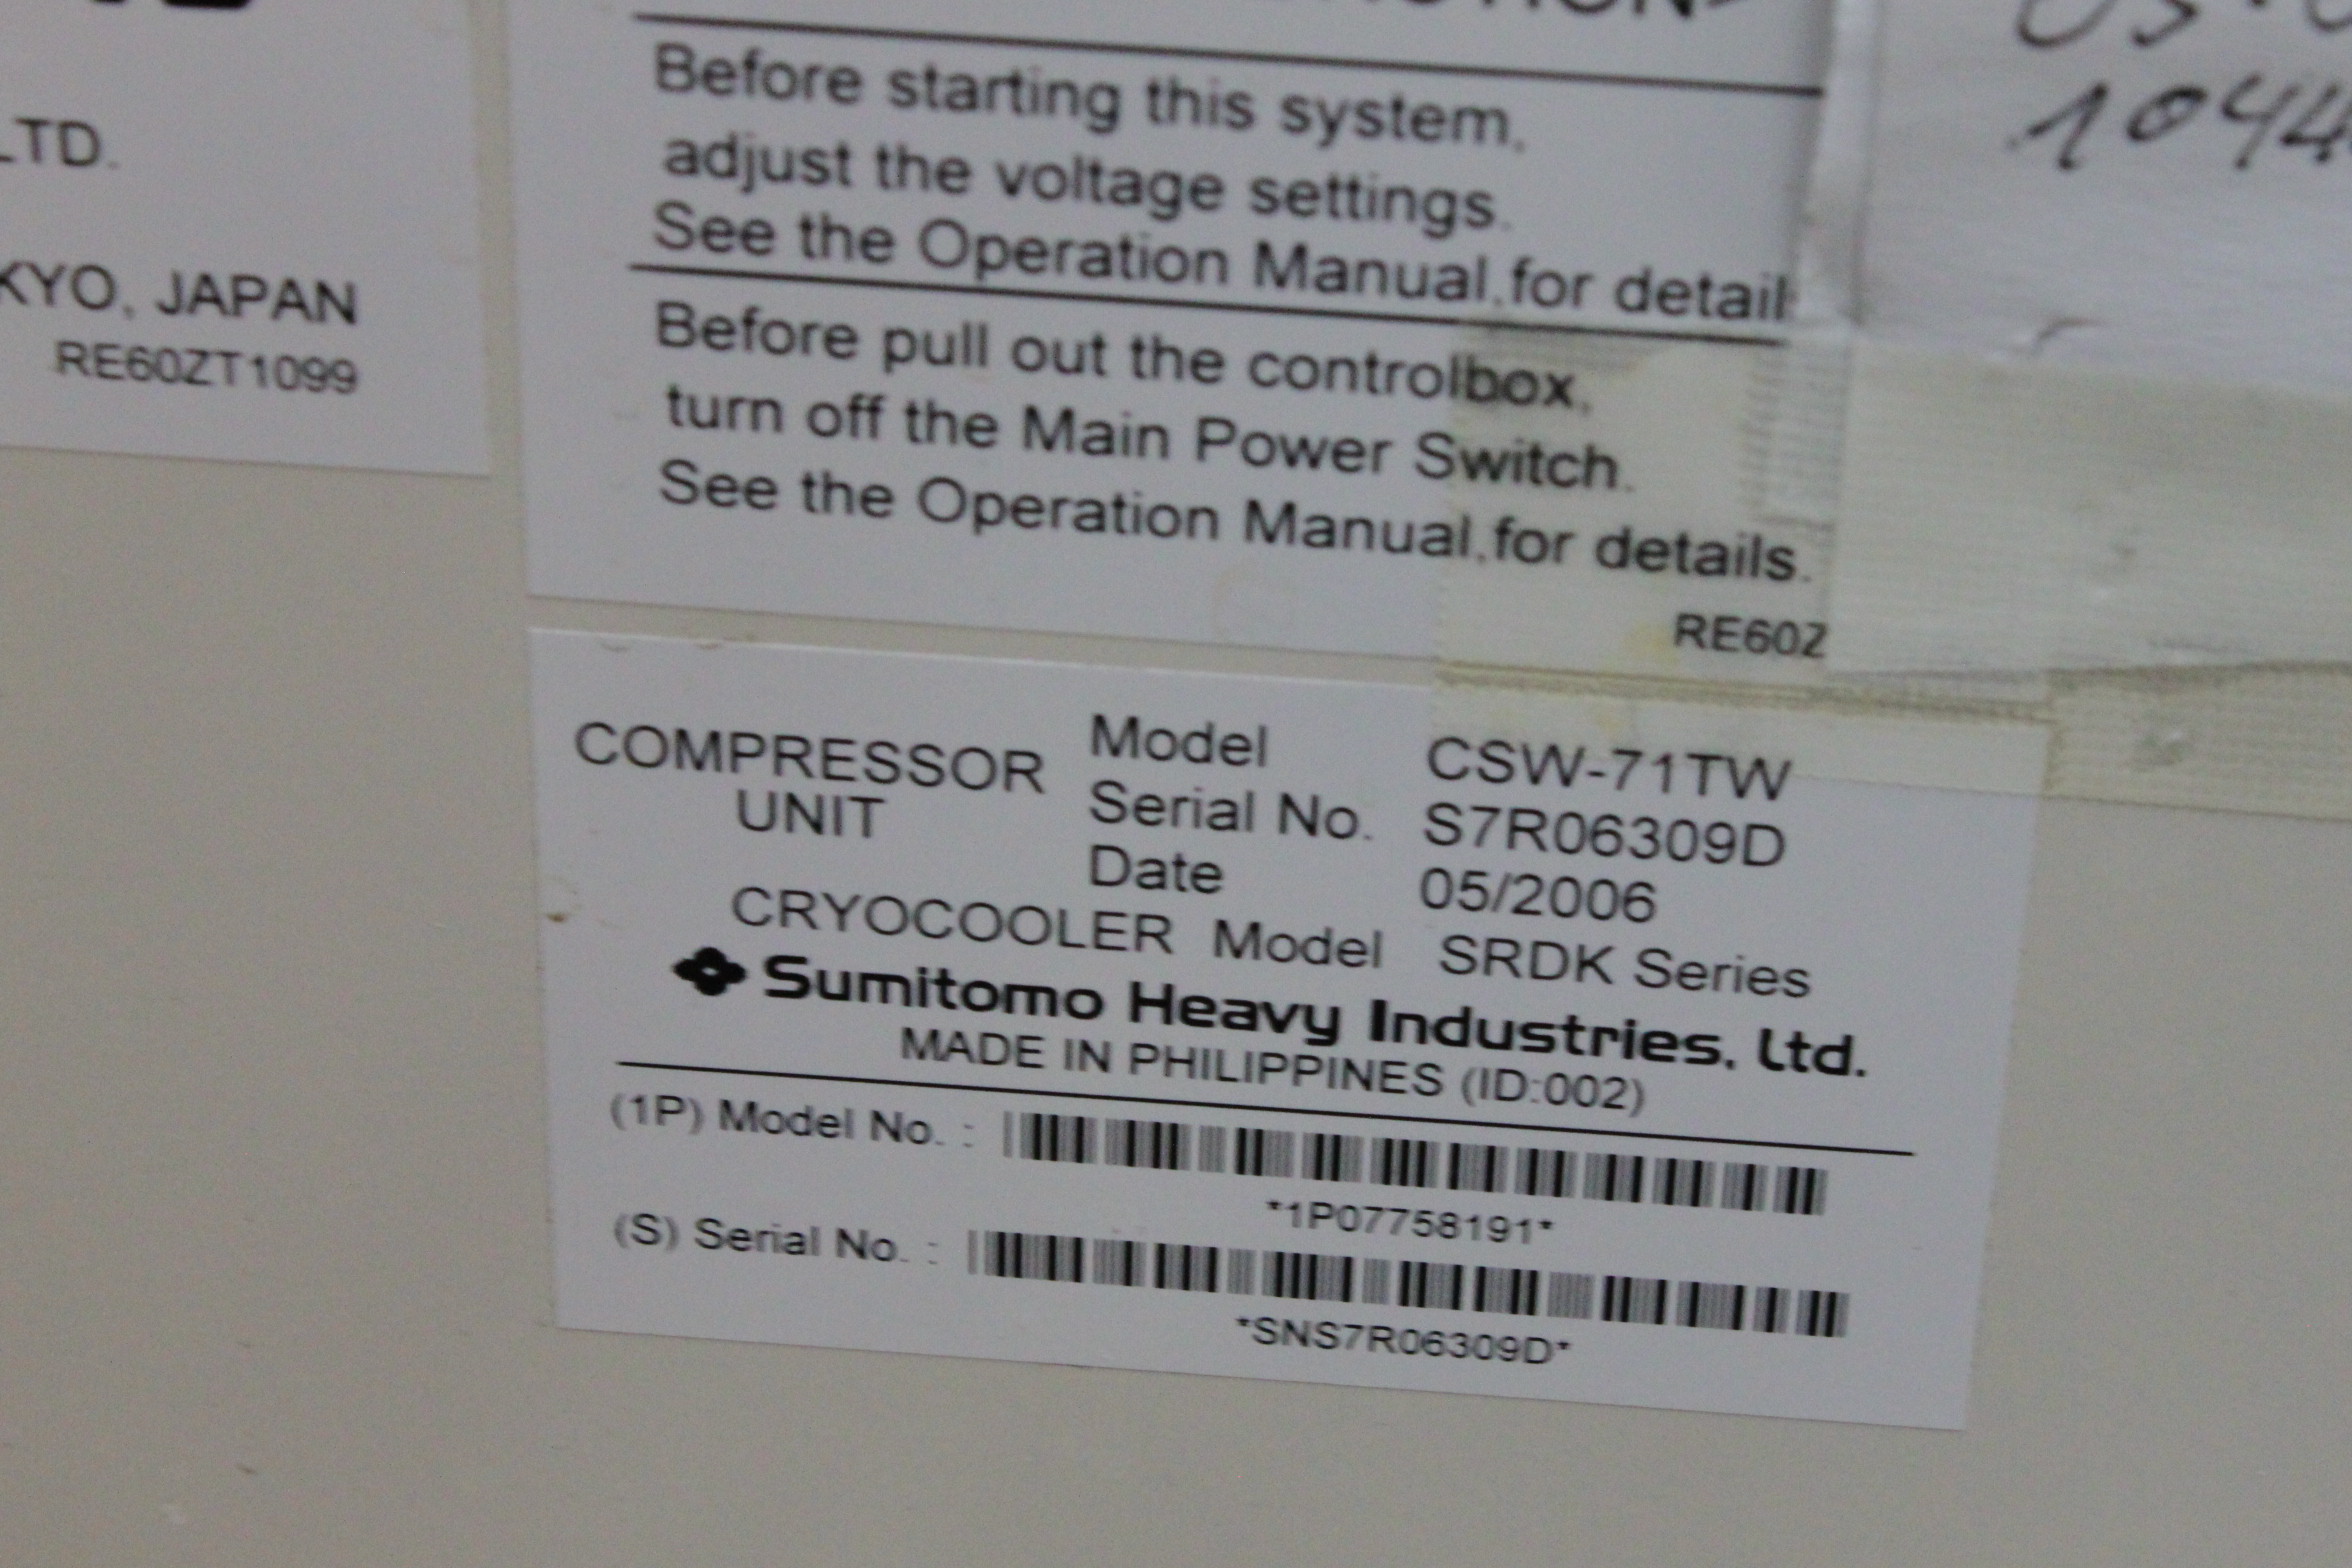 LTD.
KYO, JAPAN
RE60ZT1099
Before starting this system,
adjust the voltage settings.
See the Operation Manual,for detail
Before pull out the controlbox,
turn off the Main Power Switch.
See the Operation Manual,for details.
RE60Z
COMPRESSOR UNIT
Model CSW-71TW
Serial No. S7R06309D
Date 05/2006
CRYOCOOLER Model SRDK Series
Sumitomo Heavy Industries, Ltd.
MADE IN PHILIPPINES (ID:002)
(1P) Model No. :
*1P07758191*
(S) Serial No. :
*SNS7R06309D*